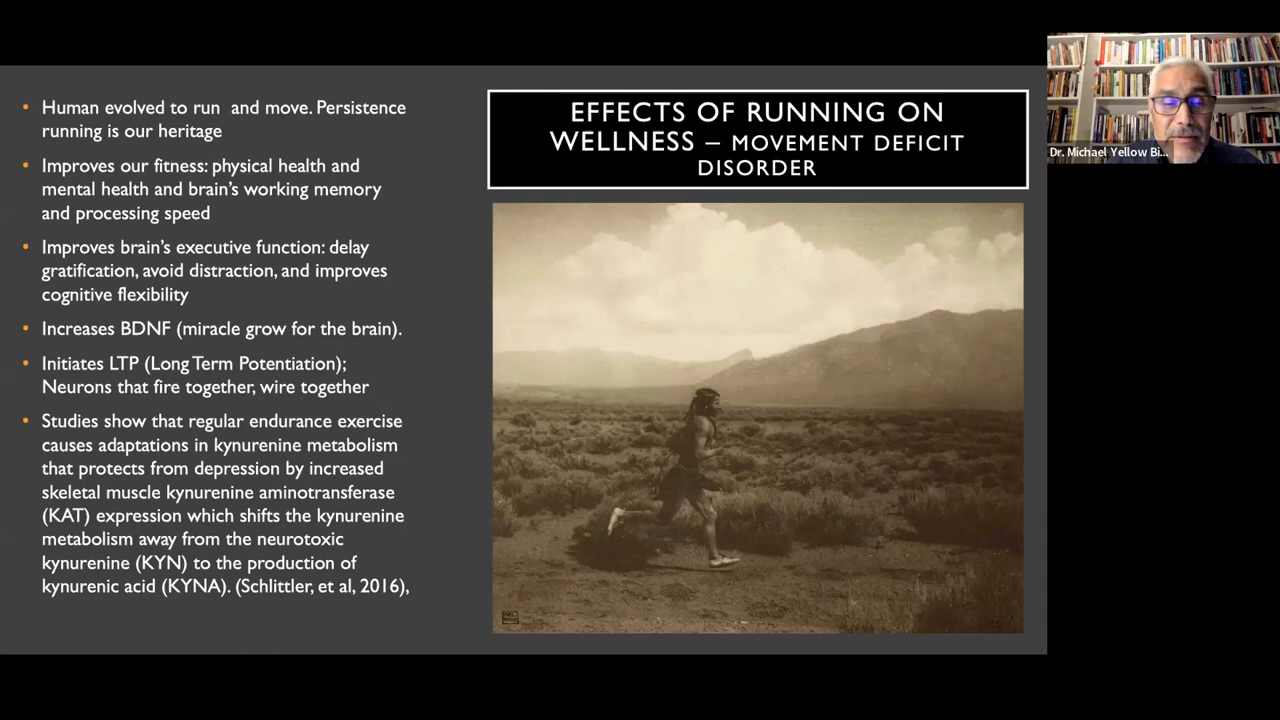 Human evolved to run and move. Persistence
running is our heritage
Improves our fitness: physical health and
mental health and brain's working memory
and processing speed
Improves brain's executive function: delay
gratification, avoid distraction, and improves
cognitive flexibility
Increases BDNF (miracle grow for the brain).
Initiates LTP (Long Term Potentiation);
Neurons that fire together, wire together
Studies show that regular endurance exercise
causes adaptations in kynurenine metabolism
that protects from depression by increased
skeletal muscle kynurenine aminotransferase
(KAT) expression which shifts the kynurenine
metabolism away from the neurotoxic
kynurenine (KYN) to the production of
kynurenic acid (KYNA). (Schlittler, et al, 2016),
EFFECTS OF RUNNING ON
WELLNESS – MOVEMENT DEFICIT
DISORDER
Dr. Michael Yellow Bi...